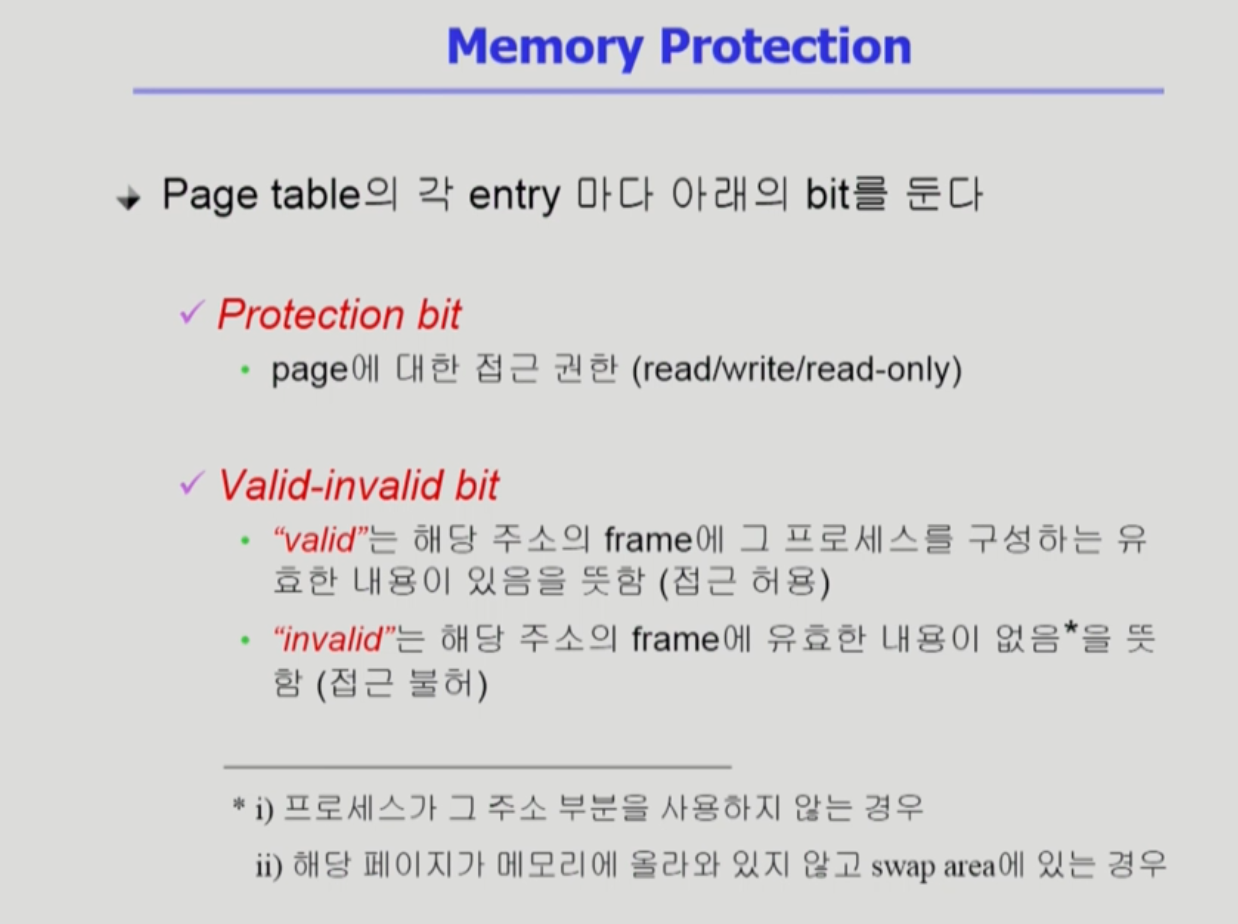 Memory Protection
Page table의 각 entry 마다 아래의 bit를 둔다
Protection bit
page에 대한 접근 권한 (read/write/read-only)
Valid-invalid bit
“valid”는 해당 주소의 frame에 그 프로세스를 구성하는 유
효한 내용이 있음을 뜻함 (접근 허용)
“invalid”는 해당 주소의 frame에 유효한 내용이 없음*을 뜻
함 (접근 불허)
* i) 프로세스가 그 주소 부분을 사용하지 않는 경우
ii) 해당 페이지가 메모리에 올라와 있지 않고 swap area에 있는 경우